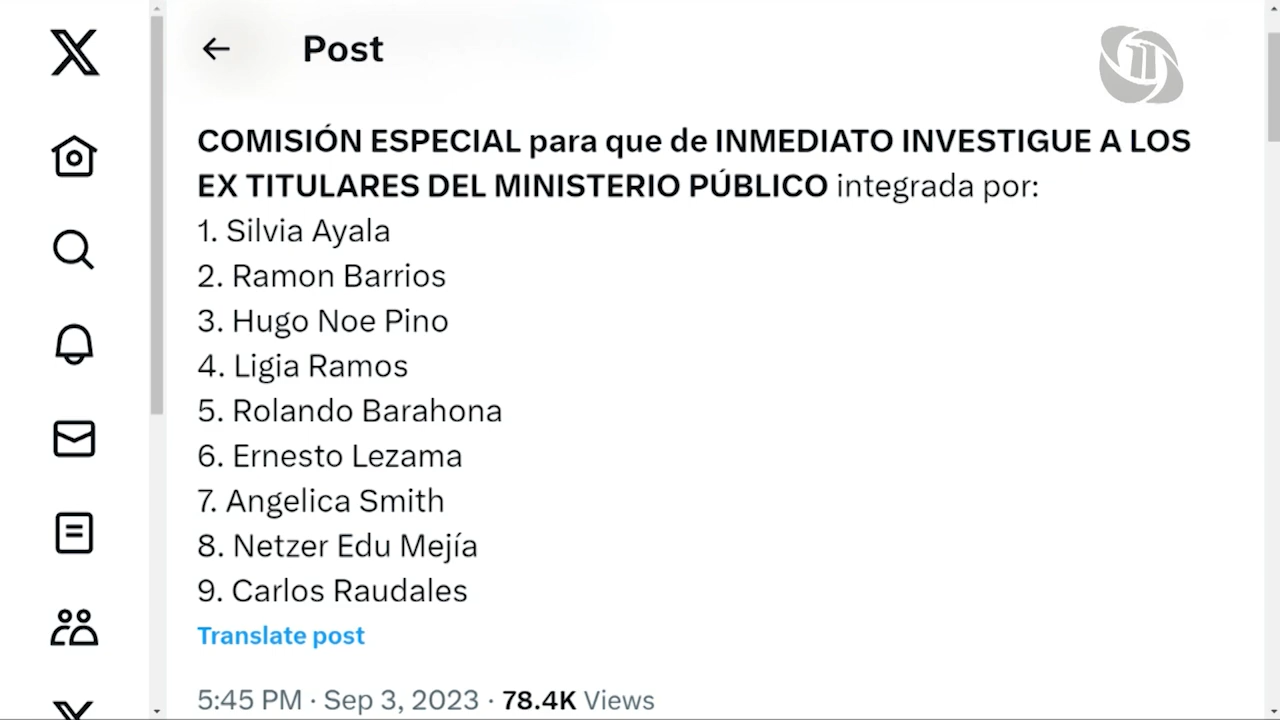 Post
COMISIÓN ESPECIAL para que de INMEDIATO INVESTIGUE A LOS
EX TITULARES DEL MINISTERIO PÚBLICO integrada por:
1. Silvia Ayala
2. Ramon Barrios
3. Hugo Noe Pino
4. Ligia Ramos
5. Rolando Barahona
6. Ernesto Lezama
7. Angelica Smith
8. Netzer Edu Mejía
9. Carlos Raudales
Translate post
5:45 PM · Sep 3, 2023 · 78.4K Views